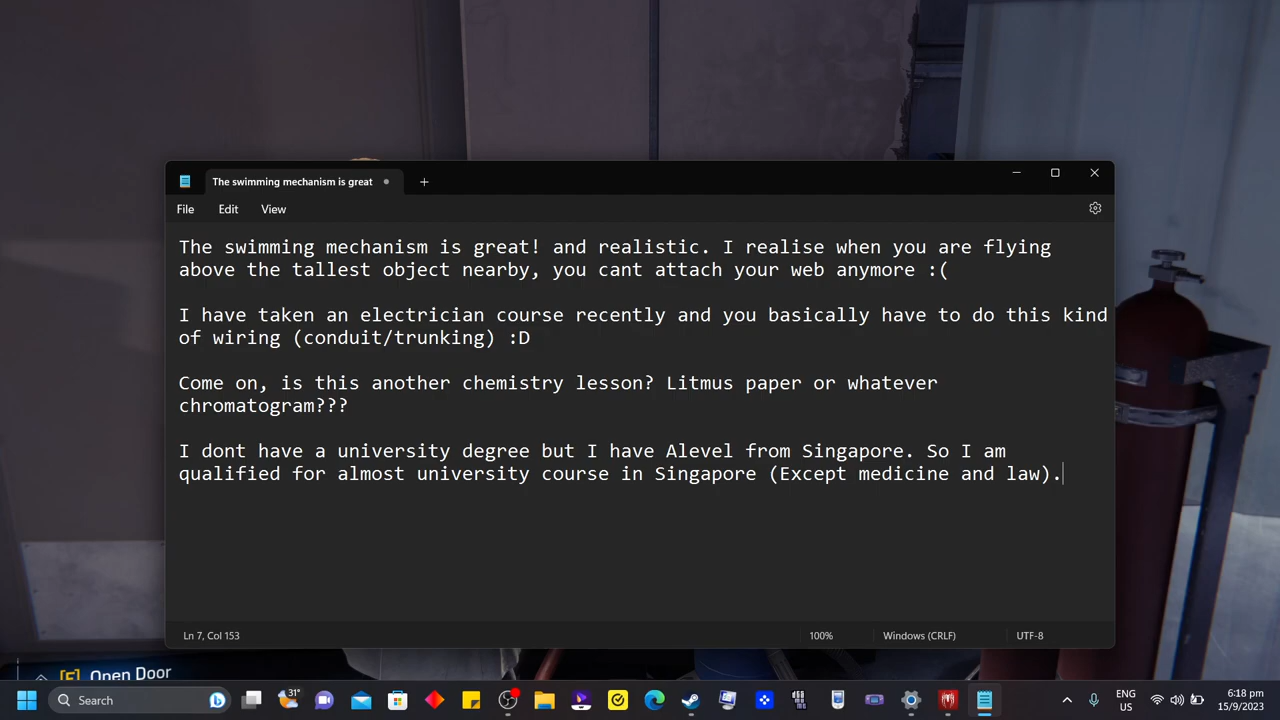 The swimming mechanism is great
File
Edit
View
The swimming mechanism is great! and realistic. I realise when you are flying
above the tallest object nearby, you cant attach your web anymore :(
I have taken an electrician course recently and you basically have to do this kind
of wiring (conduit/trunking) :D
Come on, is this another chemistry lesson? Litmus paper or whatever
chromatogram???
I dont have a university degree but I have Alevel from Singapore. So I am
qualified for almost university course in Singapore (Except medicine and law).
Ln 7, Col 153
100%
Windows (CRLF)
UTF-8
[F] Open Door
Search
31°
ENG
US
6:18 pm
15/9/2023